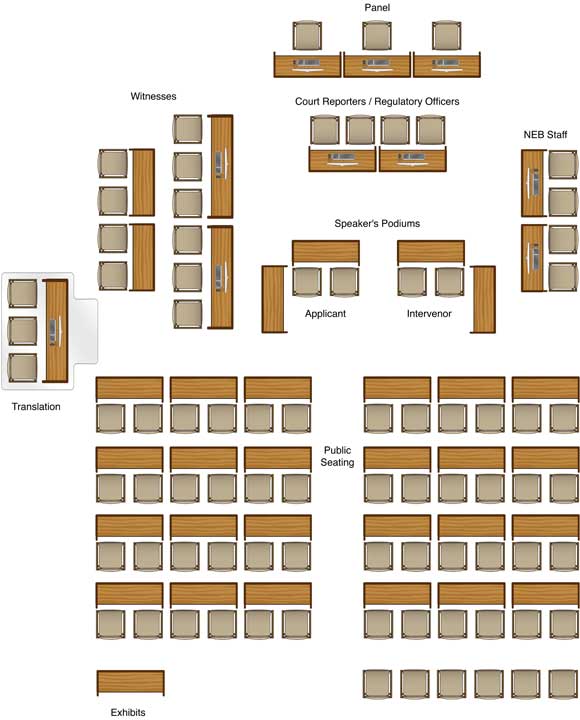 Panel
Witnesses
Court Reporters / Regulatory Officers
NEB Staff
Speaker's Podiums
Applicant
Intervenor
Translation
Public
Seating
Exhibits